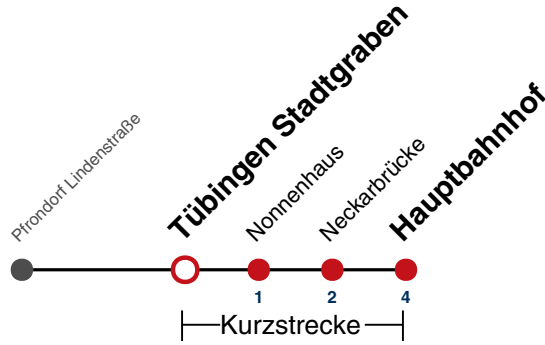 Pfrondorf Lindenstraße
Tübingen Stadtgraben
Nonnenhaus
Neckarbrücke
Hauptbahnhof
1
2
4
Kurzstrecke